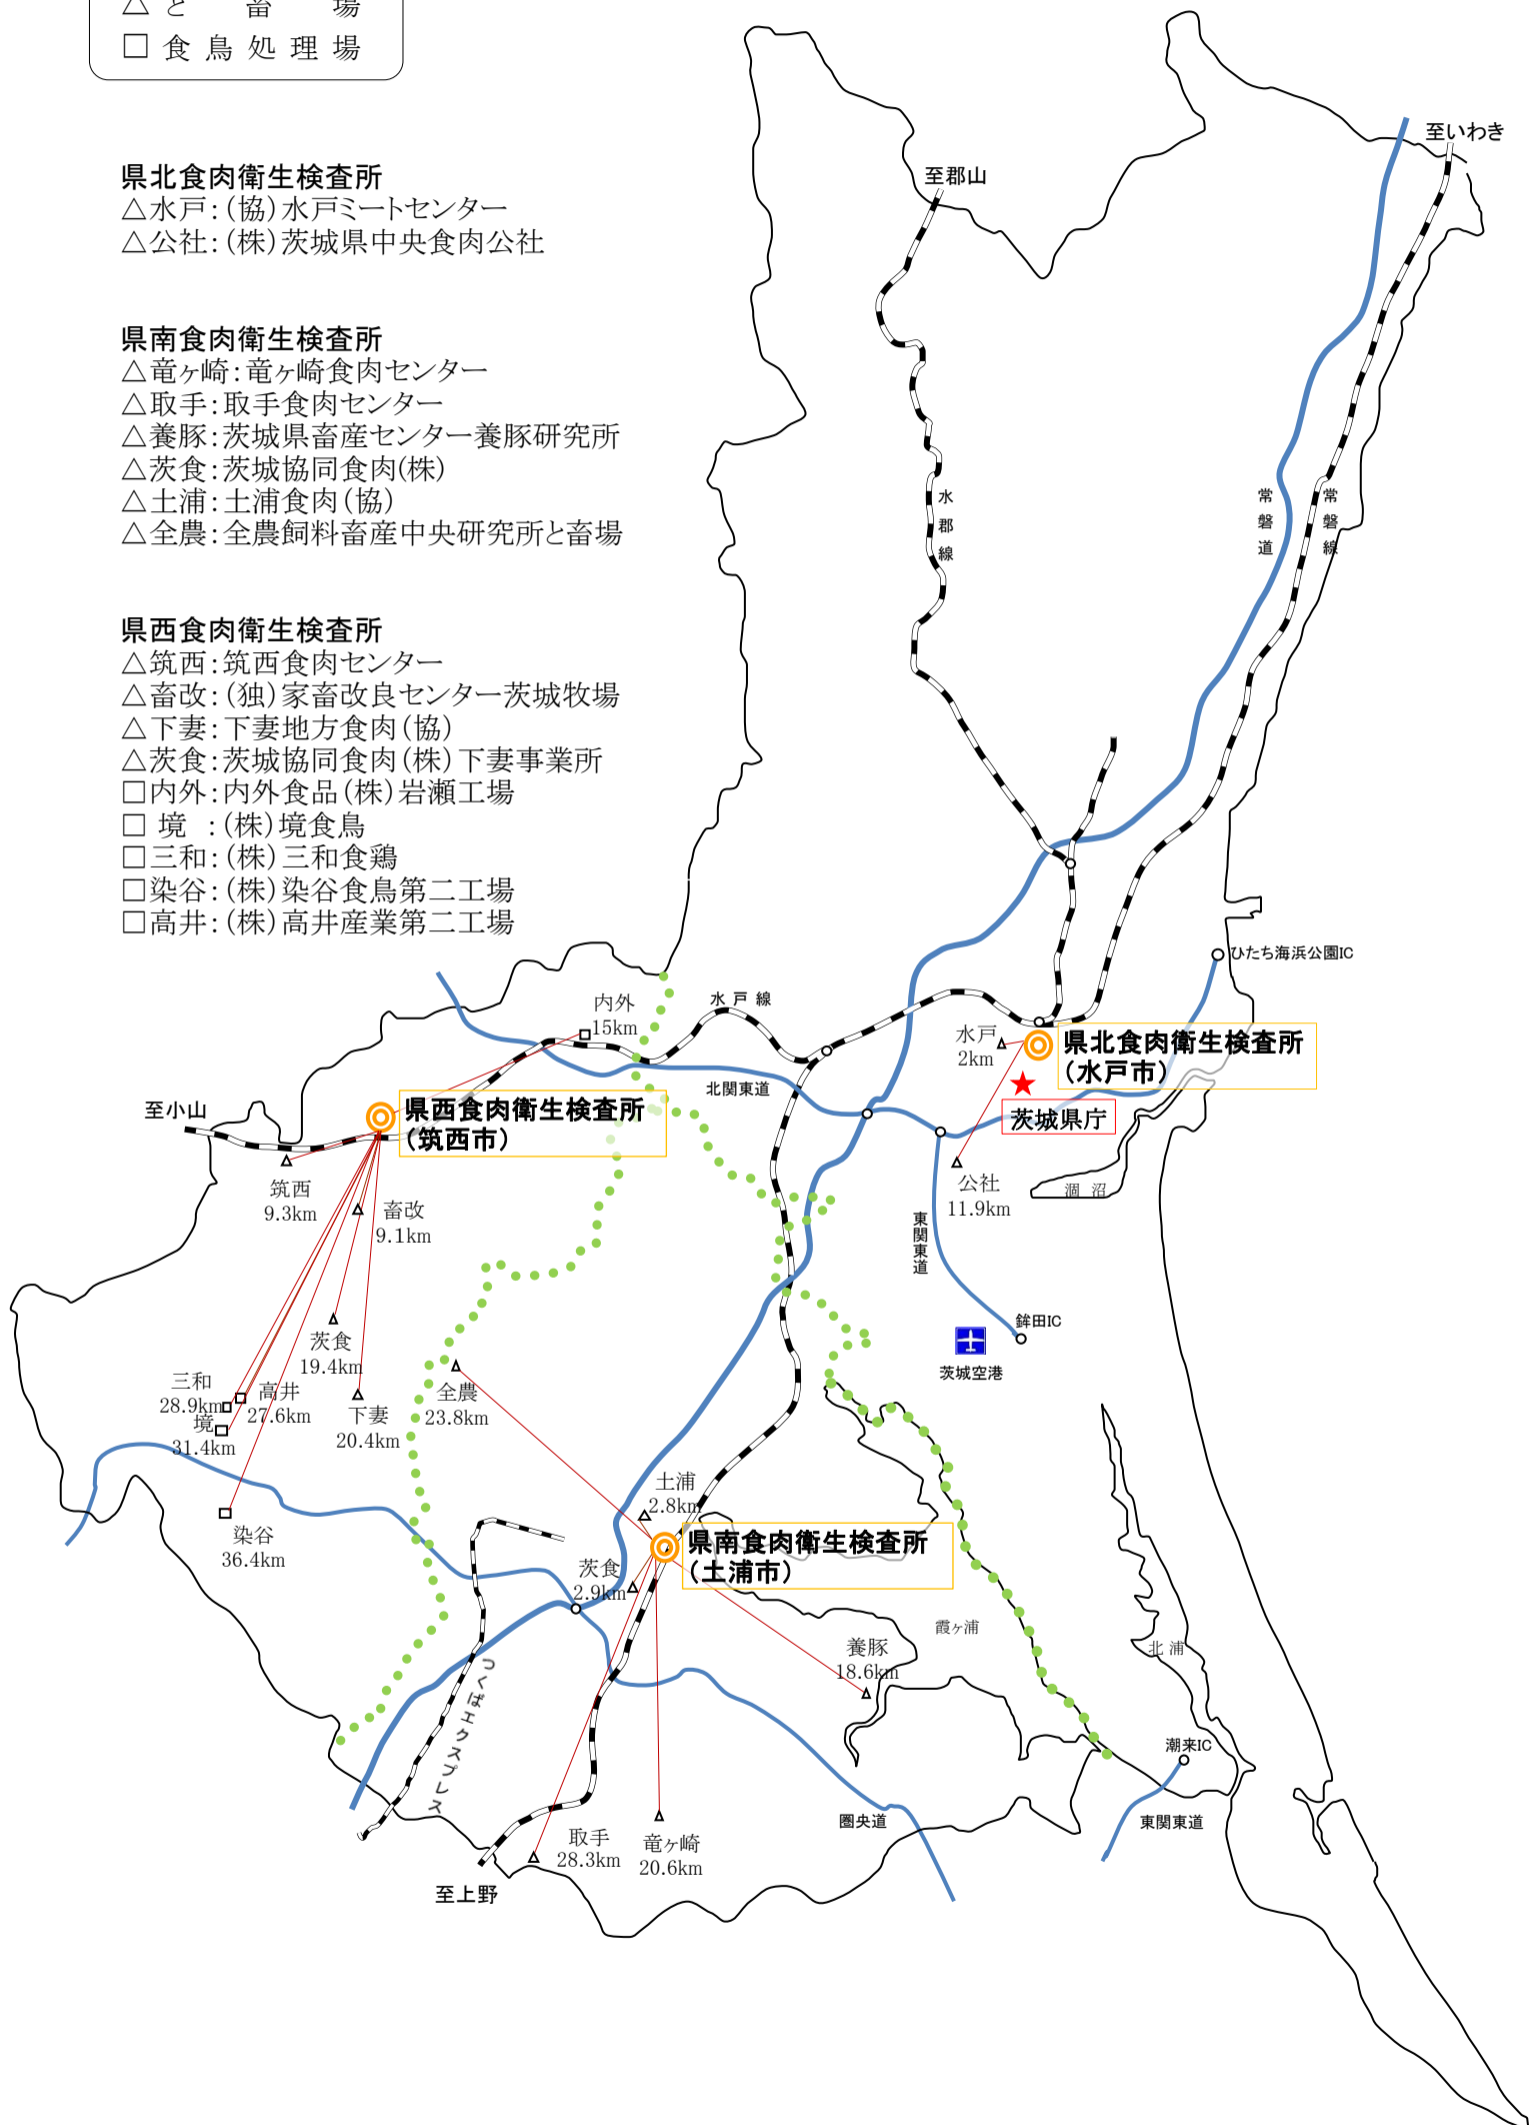 △と畜場
□食鳥処理場
県北食肉衛生検査所
△水戸：(協)水戸ミートセンター
△公社：(株)茨城県中央食肉公社
県南食肉衛生検査所
△竜ヶ崎：竜ヶ崎食肉センター
△取手：取手食肉センター
△養豚：茨城県畜産センター養豚研究所
△茨食：茨城協同食肉(株)
△土浦：土浦食肉(協)
△全農：全農飼料畜産中央研究所と畜場
県西食肉衛生検査所
△筑西：筑西食肉センター
△畜改：(独)家畜改良センター茨城牧場
△下妻：下妻地方食肉(協)
△茨食：茨城協同食肉(株)下妻事業所
□内外：内外食品(株)岩瀬工場
□ 境 ：(株)境食鳥
□三和：(株)三和食鶏
□染谷：(株)染谷食鳥第二工場
□高井：(株)高井産業第二工場
至いわき
至郡山
水郡線
常磐道
常磐線
ひたち海浜公園IC
内外
15km
水戸線
水戸
2km
県北食肉衛生検査所
(水戸市)
北関東道
茨城県庁
至小山
県西食肉衛生検査所
(筑西市)
筑西
9.3km
畜改
9.1km
公社
11.9km
涸沼
東関東道
鉾田IC
茨城空港
茨食
19.4km
三和
28.9km
高井
27.6km
境
31.4km
下妻
20.4km
全農
23.8km
土浦
2.8km
染谷
36.4km
県南食肉衛生検査所
(土浦市)
茨食
2.9km
霞ヶ浦
養豚
18.6km
北浦
つくばエクスプレス
潮来IC
圏央道
東関東道
取手
28.3km
竜ヶ崎
20.6km
至上野